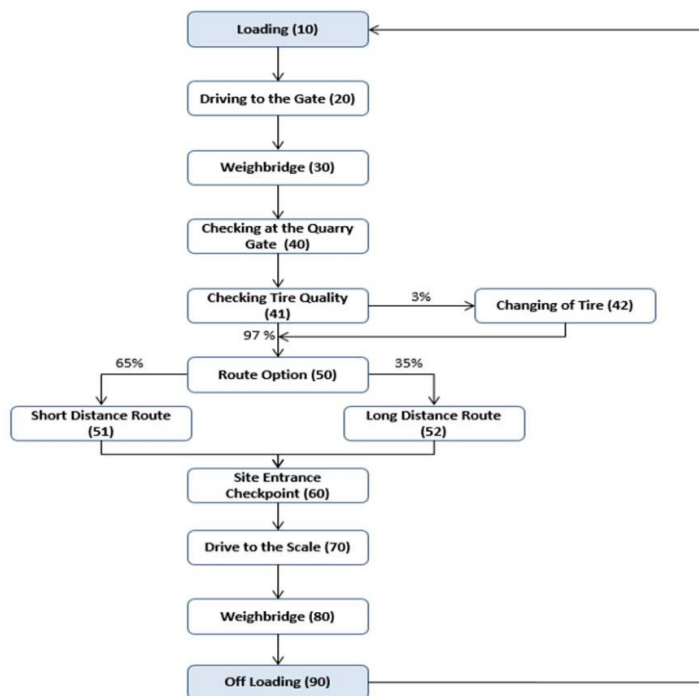 Loading (10)
Driving to the Gate (20)
Weighbridge (30)
Checking at the Quarry
Gate (40)
Checking Tire Quality
(41)
3%
Changing of Tire (42)
97 %
65%
Route Option (50)
35%
Short Distance Route
(51)
Long Distance Route
(52)
Site Entrance
Checkpoint (60)
Drive to the Scale (70)
Weighbridge (80)
Off Loading (90)